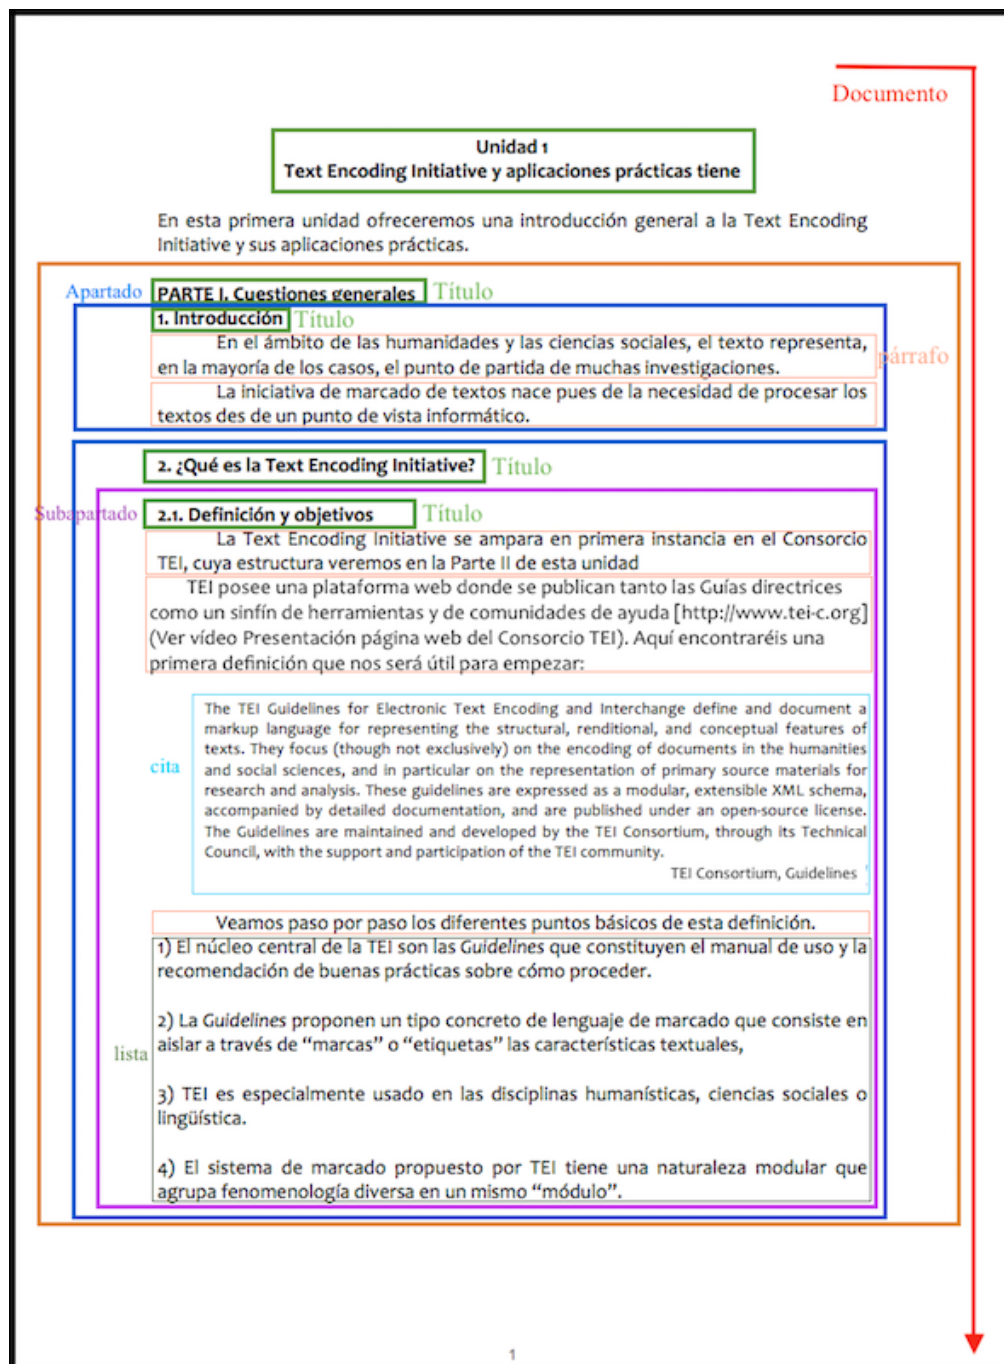 Documento
Unidad 1
Text Encoding Initiative y aplicaciones prácticas tiene
En esta primera unidad ofreceremos una introducción general a la Text Encoding
Initiative y sus aplicaciones prácticas.
Apartado PARTE I. Cuestiones generales Título
1. Introducción Título
En el ámbito de las humanidades y las ciencias sociales, el texto representa,
en la mayoría de los casos, el punto de partida de muchas investigaciones.
párrafo
La iniciativa de marcado de textos nace pues de la necesidad de procesar los
textos des de un punto de vista informático.
2. ¿Qué es la Text Encoding Initiative? Título
Subapartado 2.1. Definición y objetivos Título
La Text Encoding Initiative se ampara en primera instancia en el Consorcio
TEI, cuya estructura veremos en la Parte II de esta unidad
TEI posee una plataforma web donde se publican tanto las Guías directrices
como un sinfín de herramientas y de comunidades de ayuda [http://www.tei-c.org]
(Ver vídeo Presentación página web del Consorcio TEI). Aquí encontraréis una
primera definición que nos será útil para empezar:
The TEI Guidelines for Electronic Text Encoding and Interchange define and document a
markup language for representing the structural, renditional, and conceptual features of
texts. They focus (though not exclusively) on the encoding of documents in the humanities
cita and social sciences, and in particular on the representation of primary source materials for
research and analysis. These guidelines are expressed as a modular, extensible XML schema,
accompanied by detailed documentation, and are published under an open-source license.
The Guidelines are maintained and developed by the TEI Consortium, through its Technical
Council, with the support and participation of the TEI community.
TEI Consortium, Guidelines
Veamos paso por paso los diferentes puntos básicos de esta definición.
1) El núcleo central de la TEI son las Guidelines que constituyen el manual de uso y la
recomendación de buenas prácticas sobre cómo proceder.
2) La Guidelines proponen un tipo concreto de lenguaje de marcado que consiste en
lista aislar a través de “marcas” o “etiquetas” las características textuales,
3) TEI es especialmente usado en las disciplinas humanísticas, ciencias sociales o
lingüística.
4) El sistema de marcado propuesto por TEI tiene una naturaleza modular que
agrupa fenomenología diversa en un mismo “módulo”.
1